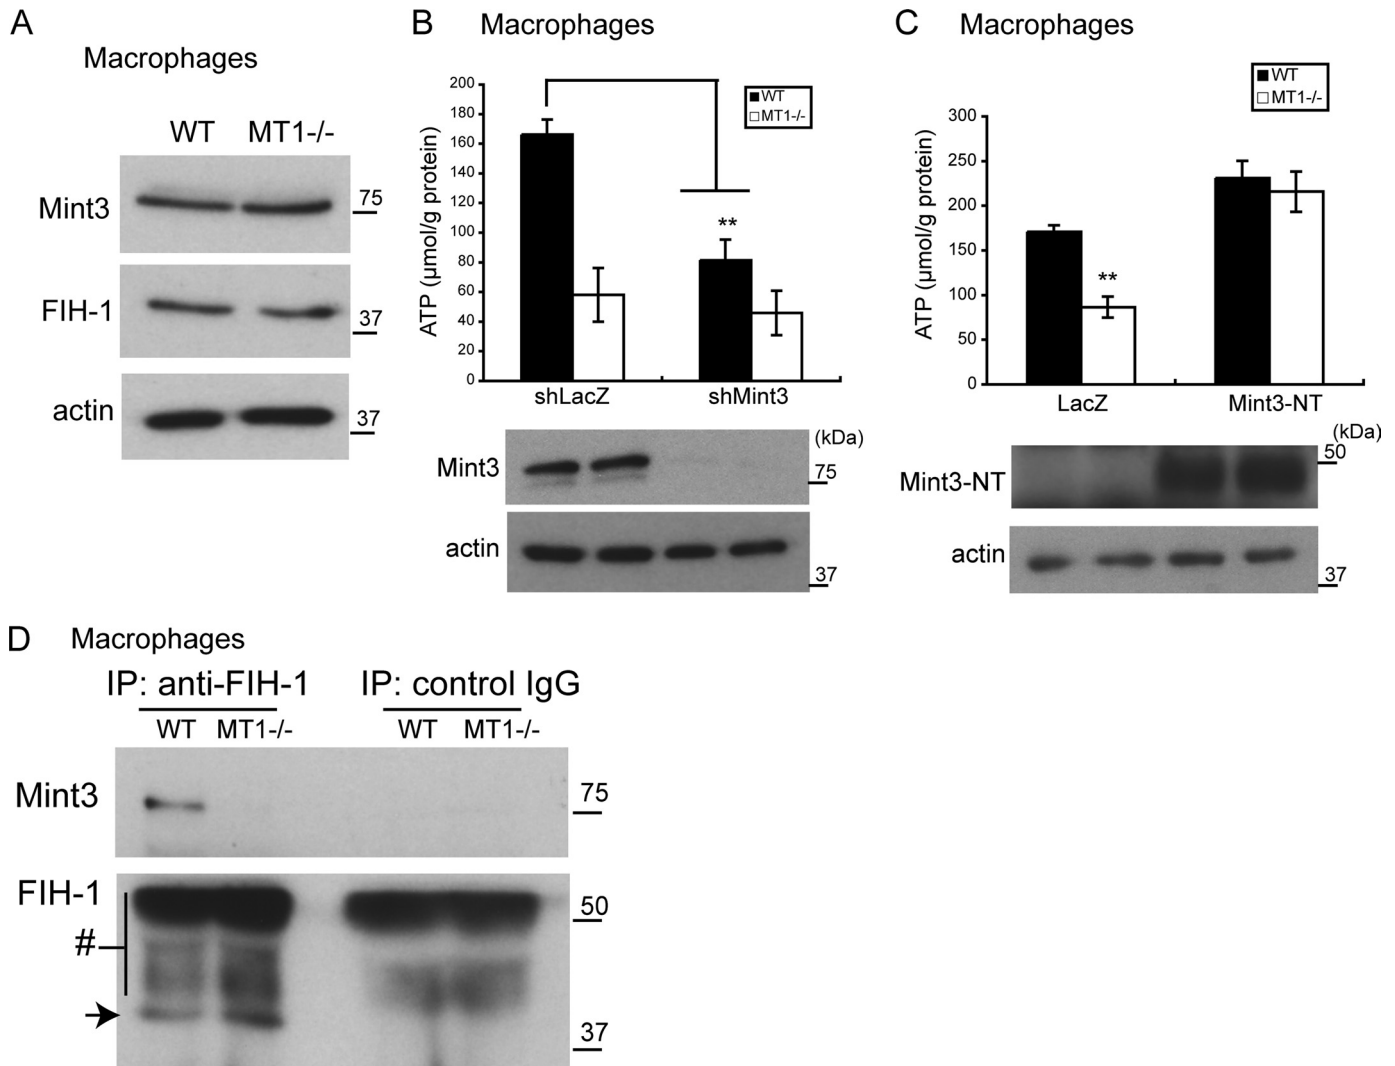 A
Macrophages
WT MT1-/-
Mint3
75
FIH-1
37
actin
37
B
Macrophages
WT
MT1-/-
ATP (μmol/g protein)
200
180
160
140
120
100
80
60
40
20
0
**
shLacZ shMint3
(kDa)
Mint3
75
actin
37
C
Macrophages
WT
MT1-/-
ATP (μmol/g protein)
300
250
200
150
100
50
0
**
LacZ Mint3-NT
(kDa)
50
Mint3-NT
actin
37
D
Macrophages
IP: anti-FIH-1 IP: control IgG
WT MT1-/- WT MT1-/-
Mint3
75
FIH-1
50
#
37